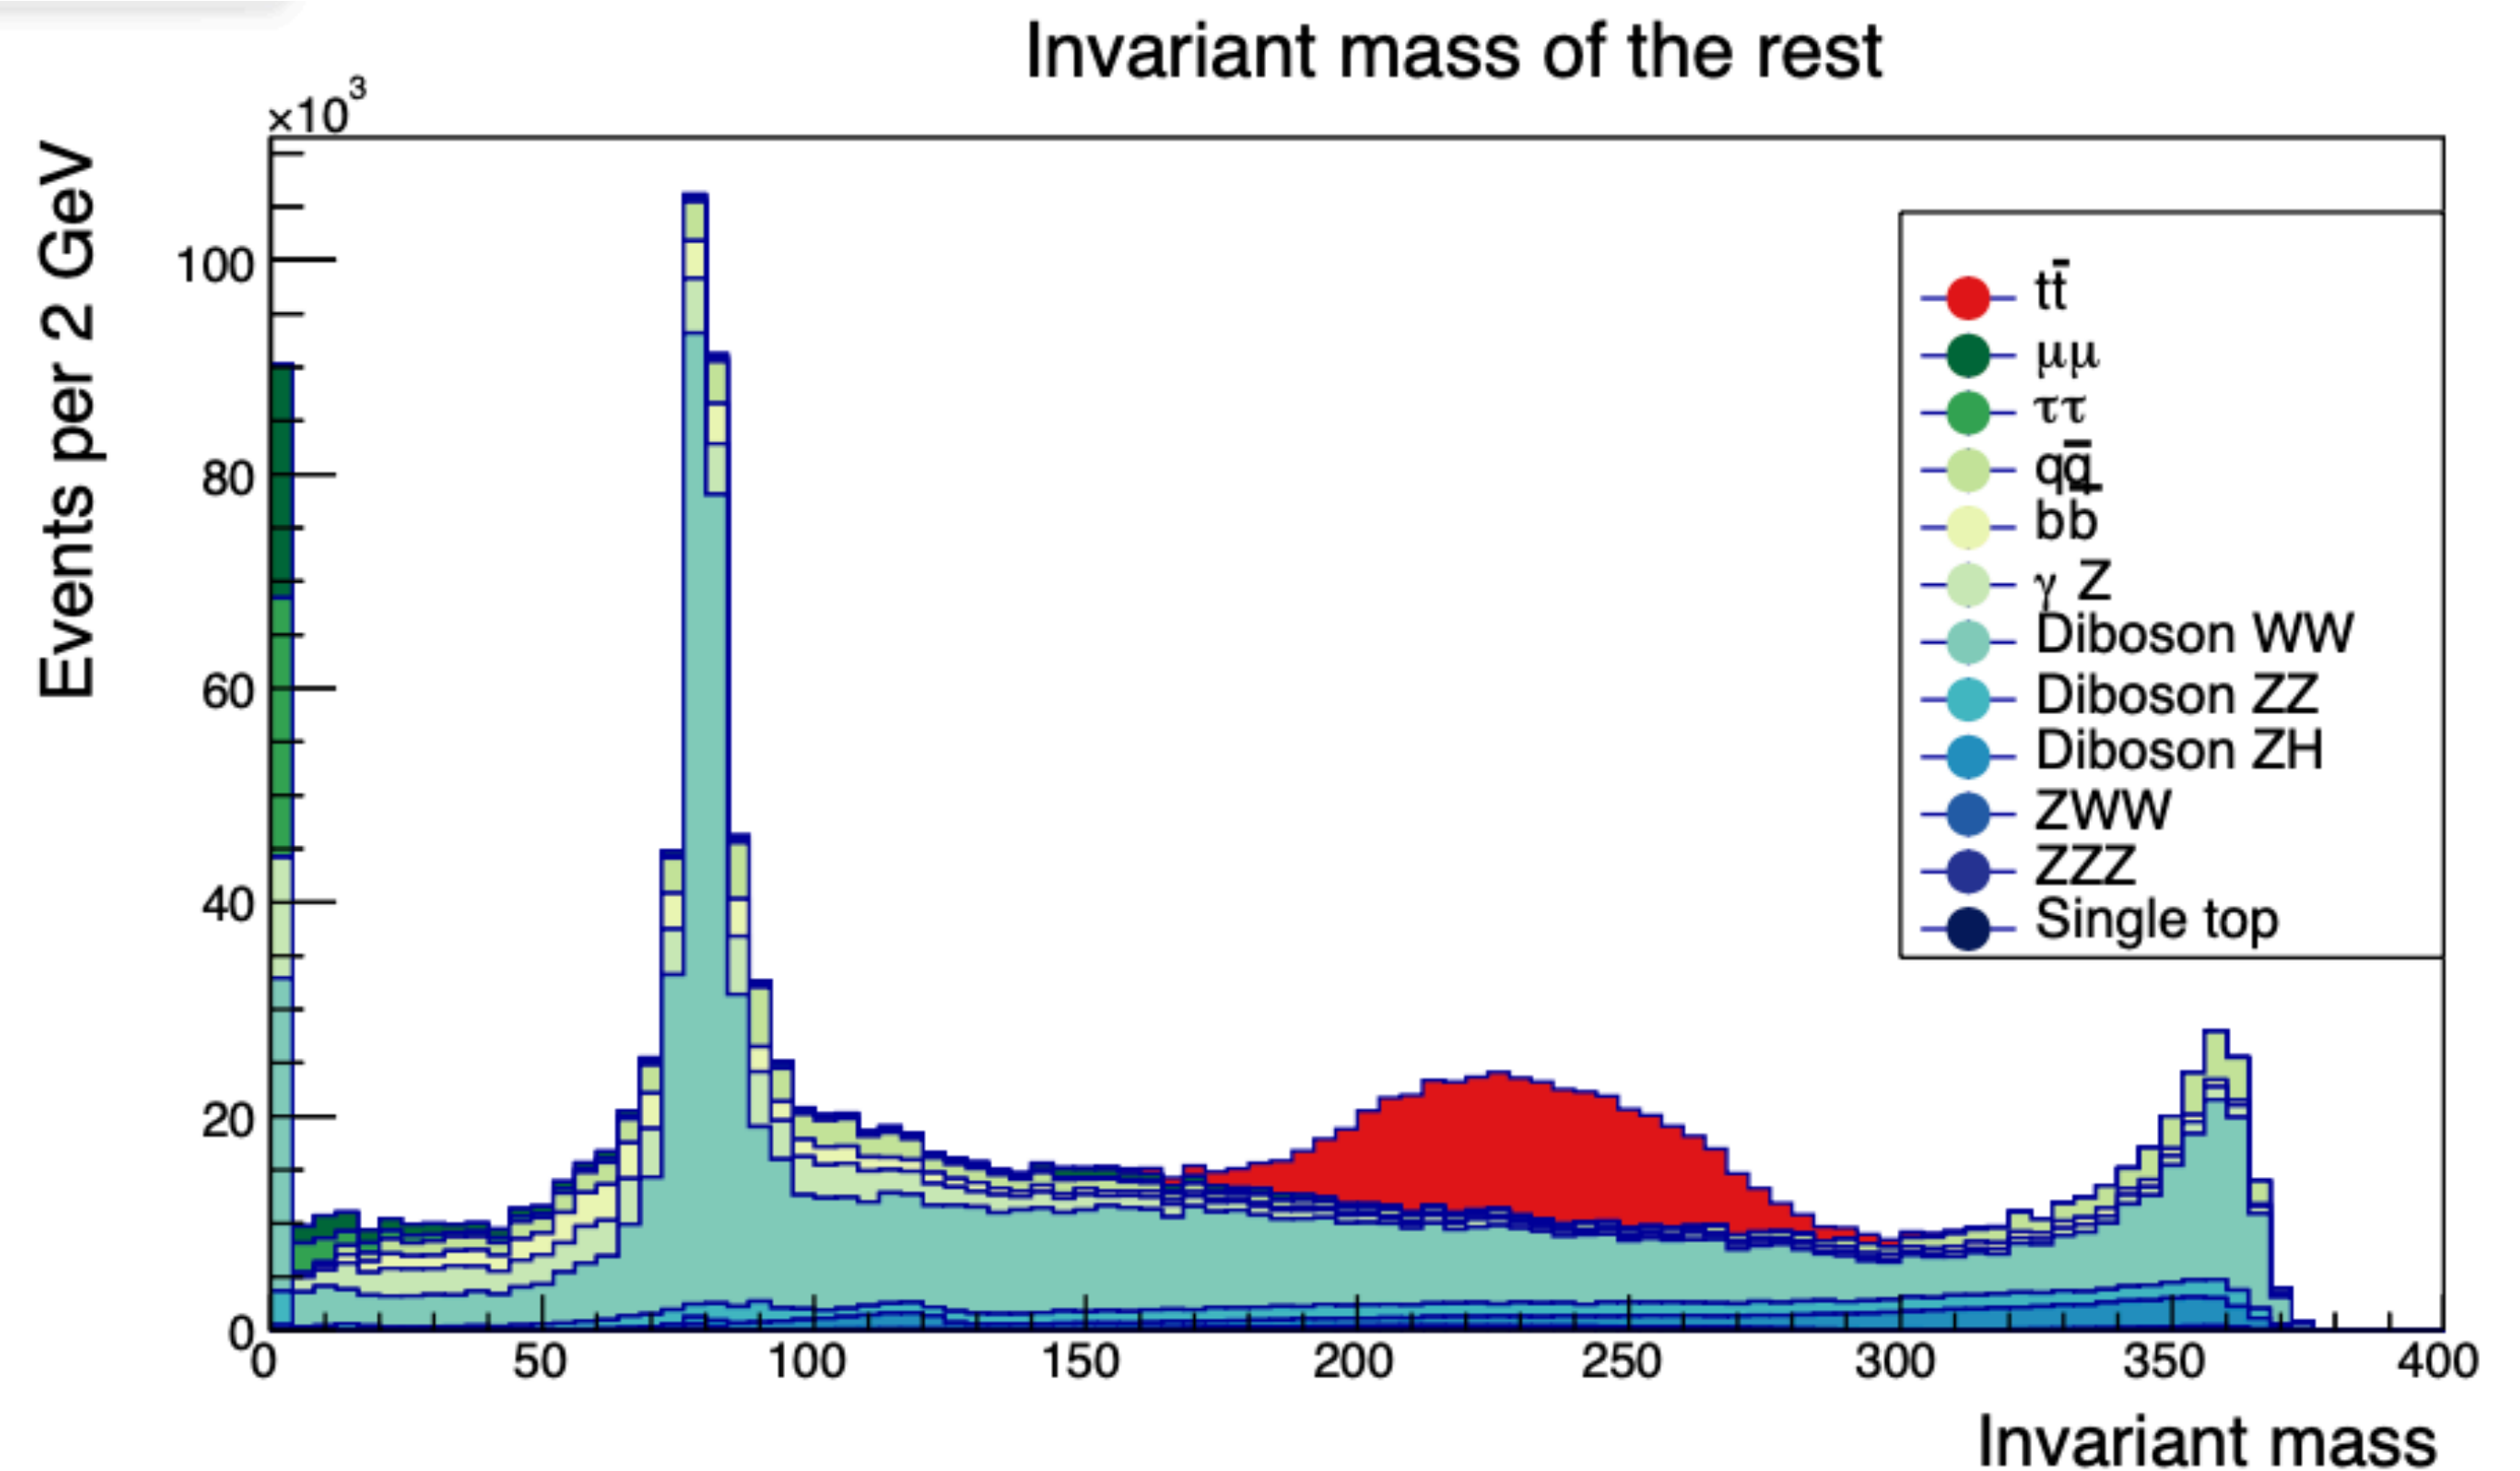 Invariant mass of the rest
×10³
Events per 2 GeV
100
80
60
40
20
0
0 50 100 150 200 250 300 350 400
Invariant mass
tt̄
μμ
ττ
qq̄
bb̄
γ Z
Diboson WW
Diboson ZZ
Diboson ZH
ZWW
ZZZ
Single top